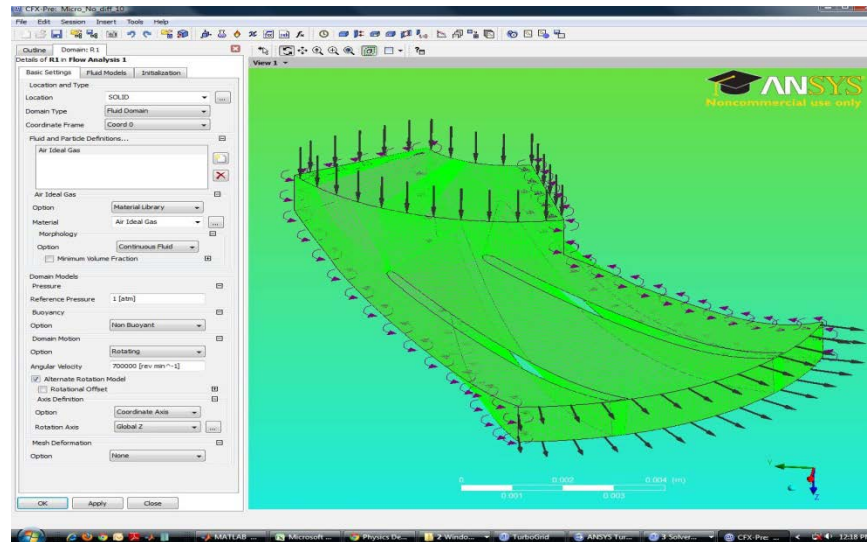 CFX-Pre: Micro_No_diff_10
File Edit Session Insert Tools Help
Outline Domain: R1
Details of R1 in Flow Analysis 1
Basic Settings Fluid Models Initialization
Location and Type
Location SOLID
Domain Type Fluid Domain
Coordinate Frame Coord 0
Fluid and Particle Definitions...
Air Ideal Gas
Air Ideal Gas
Option Material Library
Material Air Ideal Gas
Morphology
Option Continuous Fluid
Minimum Volume Fraction
Domain Models
Pressure
Reference Pressure 1 [atm]
Buoyancy
Option Non Buoyant
Domain Motion
Option Rotating
Angular Velocity 700000 [rev min^-1]
Alternate Rotation Model
Rotational Offset
Axis Definition
Option Coordinate Axis
Rotation Axis Global Z
Mesh Deformation
Option None
OK Apply Close
View 1
ANSYS
Noncommercial use only
0 0.002 0.004 (m)
0.001 0.003
Y
Z
MATLAB ... Microsoft ... Physics De... 2 Windo... TurboGrid ANSYS Tur... 3 Solver... CFX-Pre: ... 12:18